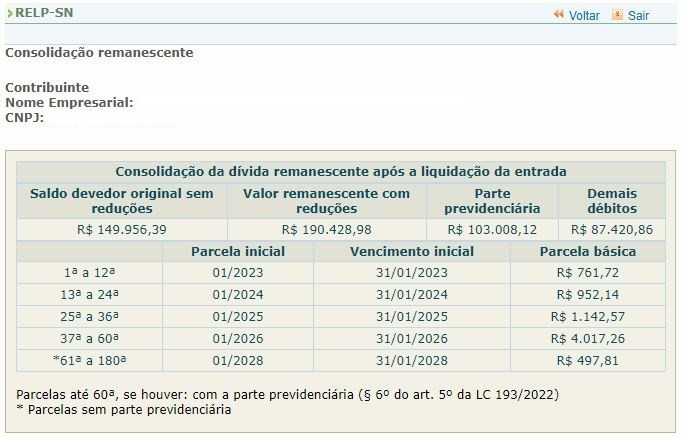 RELP-SN Voltar Sair
Consolidação remanescente
Contribuinte
Nome Empresarial:
CNPJ:
Consolidação da dívida remanescente após a liquidação da entrada
Saldo devedor original sem reduções Valor remanescente com reduções Parte previdenciária Demais débitos
R$ 149.956,39 R$ 190.428,98 R$ 103.008,12 R$ 87.420,86
Parcela inicial Vencimento inicial Parcela básica
1ª a 12ª 01/2023 31/01/2023 R$ 761,72
13ª a 24ª 01/2024 31/01/2024 R$ 952,14
25ª a 36ª 01/2025 31/01/2025 R$ 1.142,57
37ª a 60ª 01/2026 31/01/2026 R$ 4.017,26
*61ª a 180ª 01/2028 31/01/2028 R$ 497,81
Parcelas até 60ª, se houver: com a parte previdenciária (§ 6º do art. 5º da LC 193/2022)
* Parcelas sem parte previdenciária